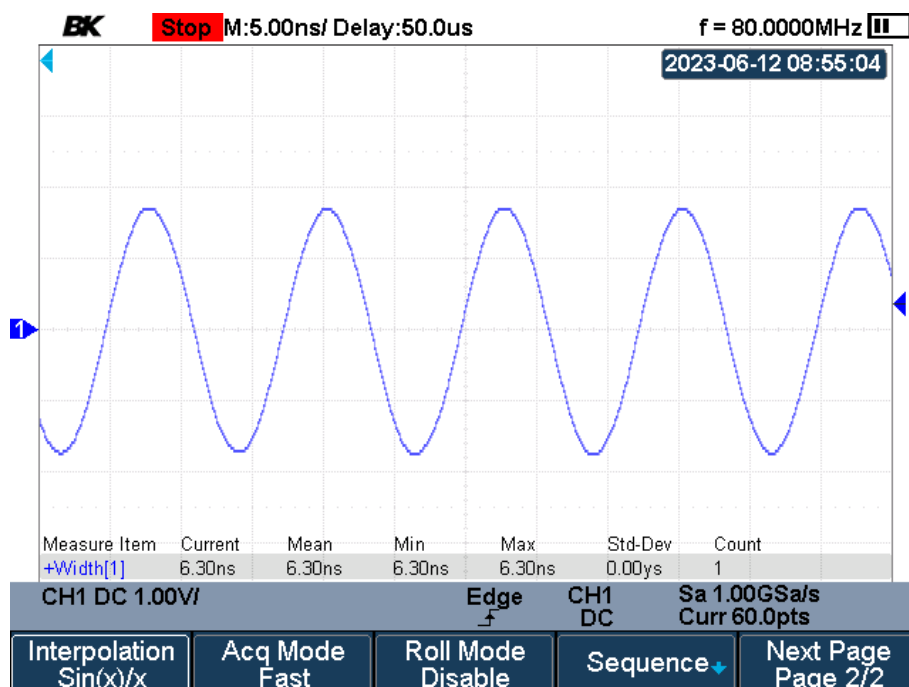 BK Stop M:5.00ns/ Delay:50.0us f = 80.0000MHz
2023-06-12 08:55:04
1
Measure Item Current Mean Min Max Std-Dev Count
+Width[1] 6.30ns 6.30ns 6.30ns 6.30ns 0.00ys 1
CH1 DC 1.00V/ Edge CH1 Sa 1.00GSa/s
DC Curr 60.0pts
Interpolation Acq Mode Roll Mode Sequence Next Page
Sin(x)/x Fast Disable Page 2/2